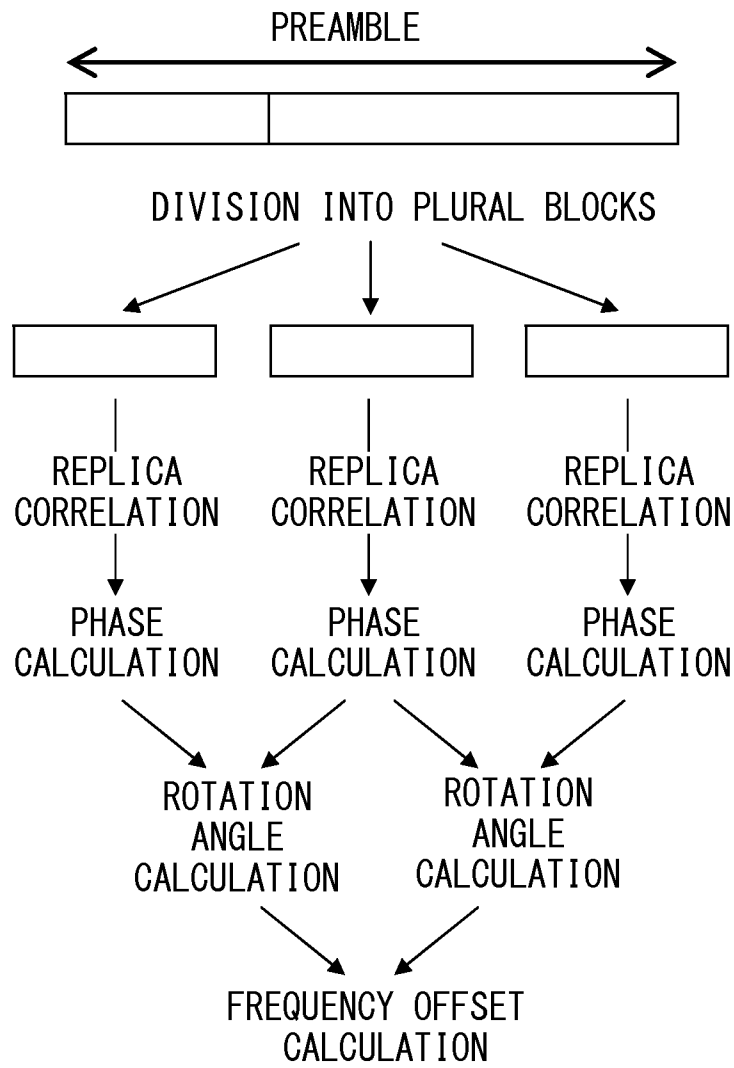 PREAMBLE
DIVISION INTO PLURAL BLOCKS
REPLICA
CORRELATION
REPLICA
CORRELATION
REPLICA
CORRELATION
PHASE
CALCULATION
PHASE
CALCULATION
PHASE
CALCULATION
ROTATION
ANGLE
CALCULATION
ROTATION
ANGLE
CALCULATION
FREQUENCY OFFSET
CALCULATION